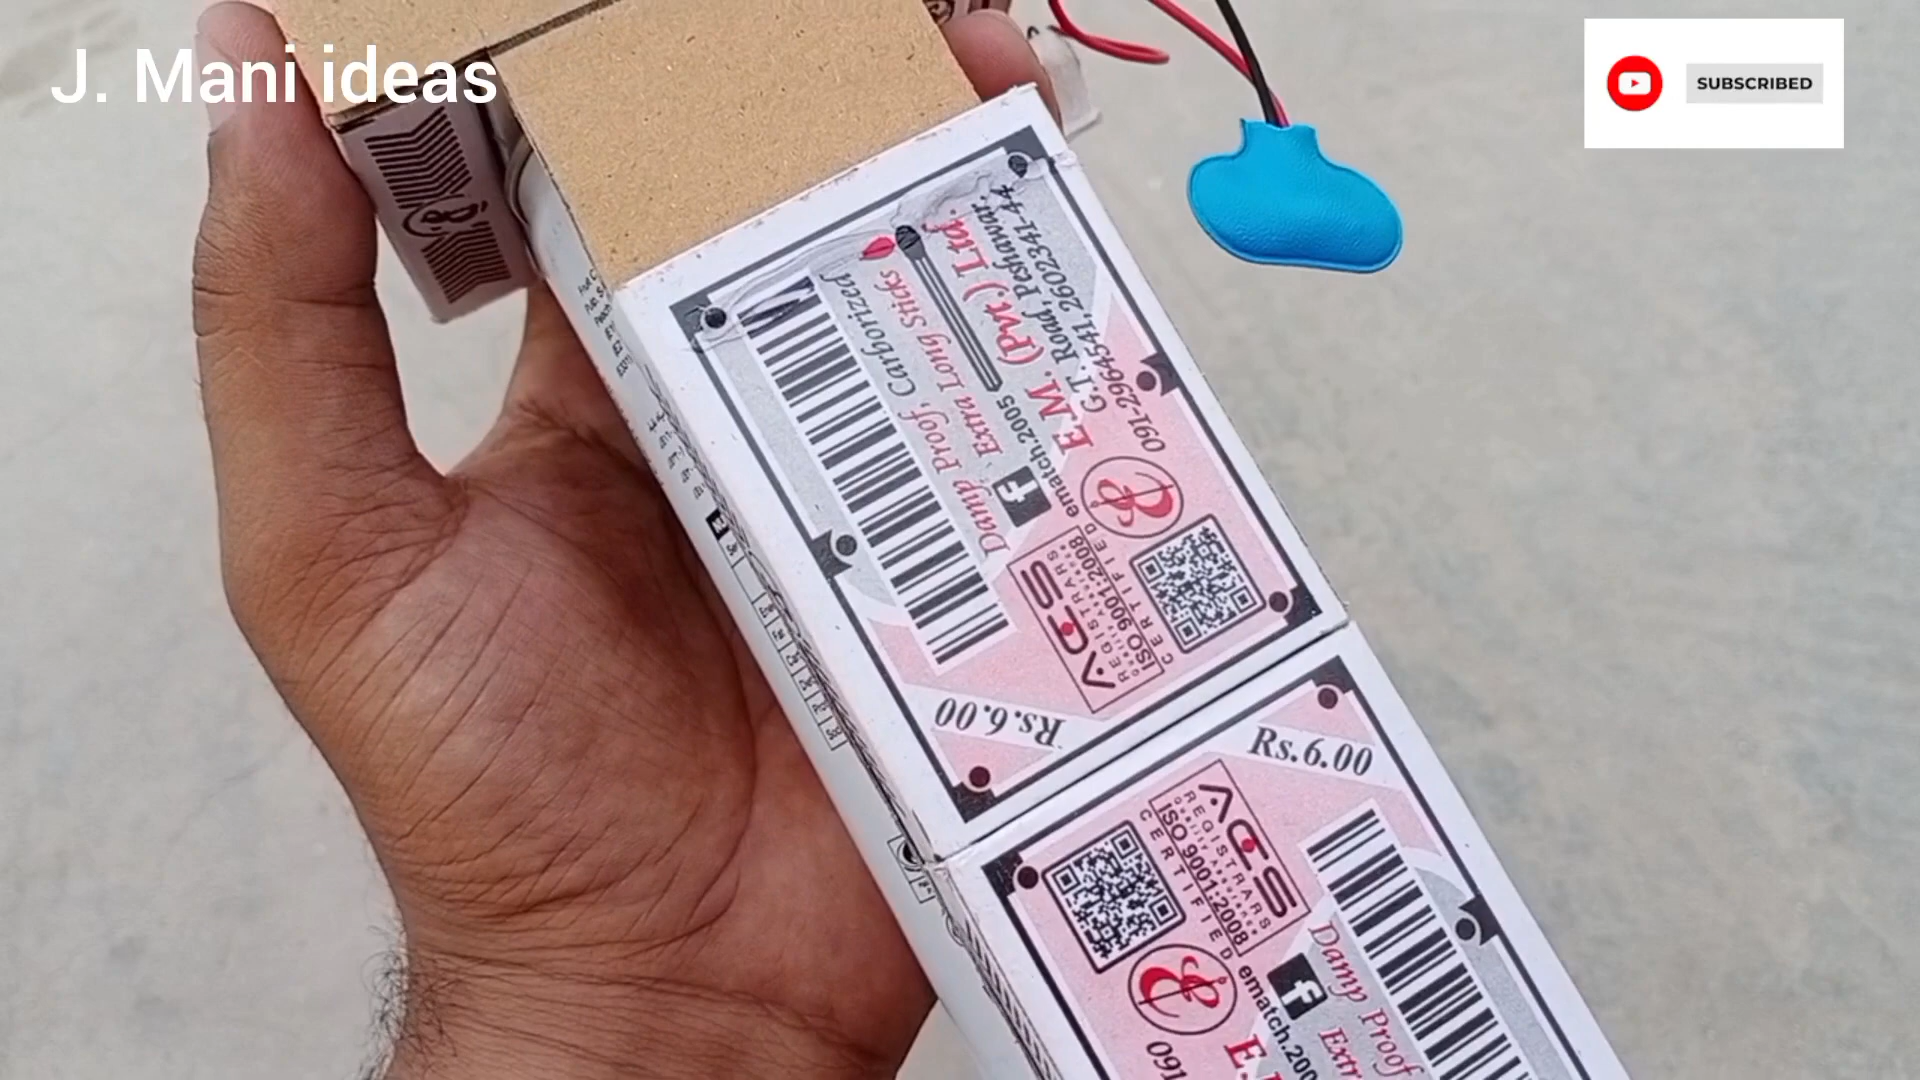 J. Mani ideas
SUBSCRIBED
Damp Proof, Carborized
Extra Long Sticks
ematch.2005
E.M. (Pvt.) Ltd.
G.T. Road, Peshawar.
091-2964541, 2602341-44
ACS
REGISTRARS
ISO 9001:2008
CERTIFIED
Rs.6.00
Rs.6.00
ACS
REGISTRARS
ISO 9001:2008
CERTIFIED
Damp Proof
Extr
ematch.200
E.
091